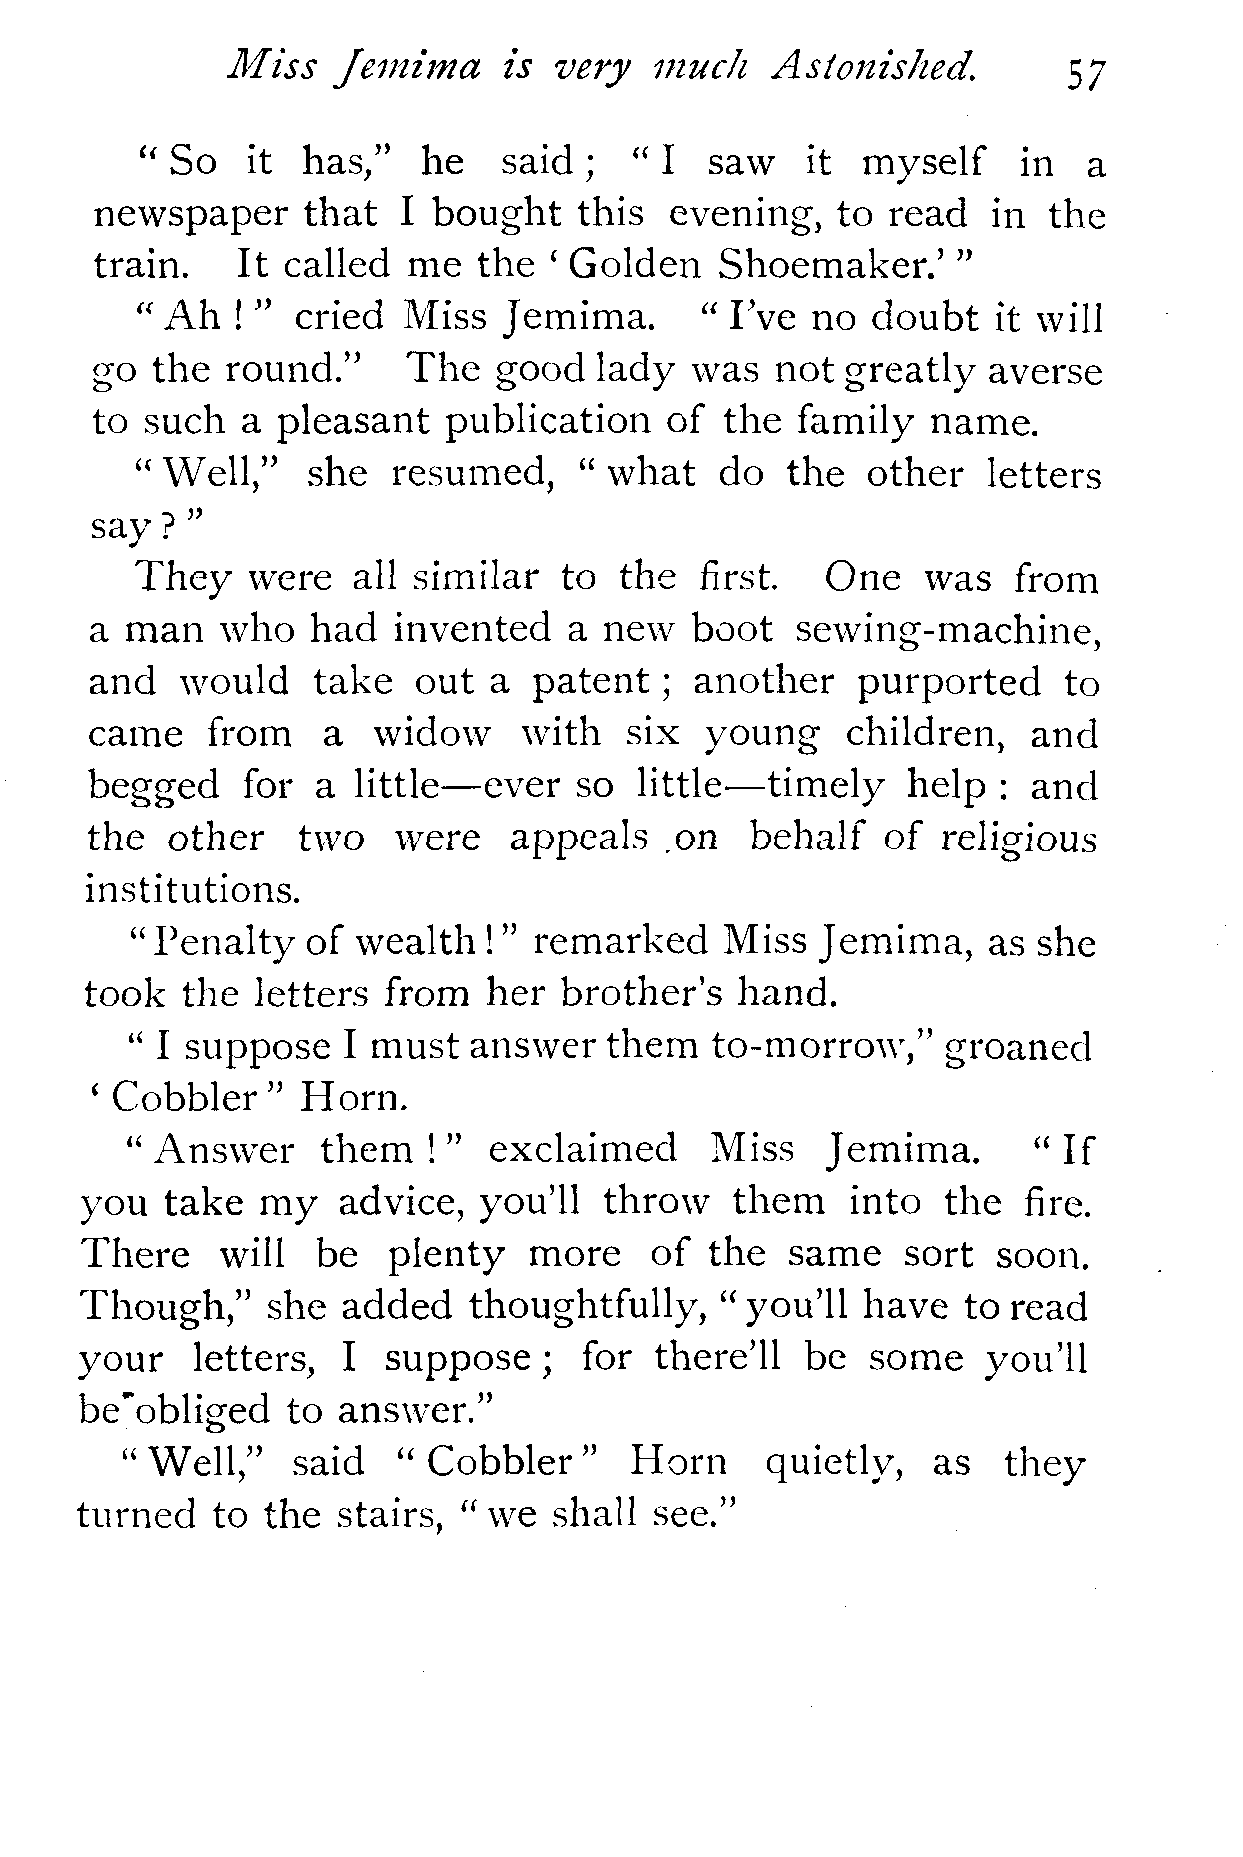 Miss Jemima is very much Astonished. 57
“ So it has,” he said ; “ I saw it myself in a
newspaper that I bought this evening, to read in the
train. It called me the ‘ Golden Shoemaker.’ ”
“ Ah ! ” cried Miss Jemima. “ I’ve no doubt it will
go the round.” The good lady was not greatly averse
to such a pleasant publication of the family name.
“ Well,” she resumed, “ what do the other letters
say ? ”
They were all similar to the first. One was from
a man who had invented a new boot sewing-machine,
and would take out a patent ; another purported to
came from a widow with six young children, and
begged for a little—ever so little—timely help : and
the other two were appeals on behalf of religious
institutions.
“ Penalty of wealth ! ” remarked Miss Jemima, as she
took the letters from her brother’s hand.
“ I suppose I must answer them to-morrow,” groaned
‘ Cobbler ” Horn.
“ Answer them ! ” exclaimed Miss Jemima. “ If
you take my advice, you’ll throw them into the fire.
There will be plenty more of the same sort soon.
Though,” she added thoughtfully, “ you’ll have to read
your letters, I suppose ; for there’ll be some you’ll
be obliged to answer.”
“ Well,” said “ Cobbler ” Horn quietly, as they
turned to the stairs, “ we shall see.”